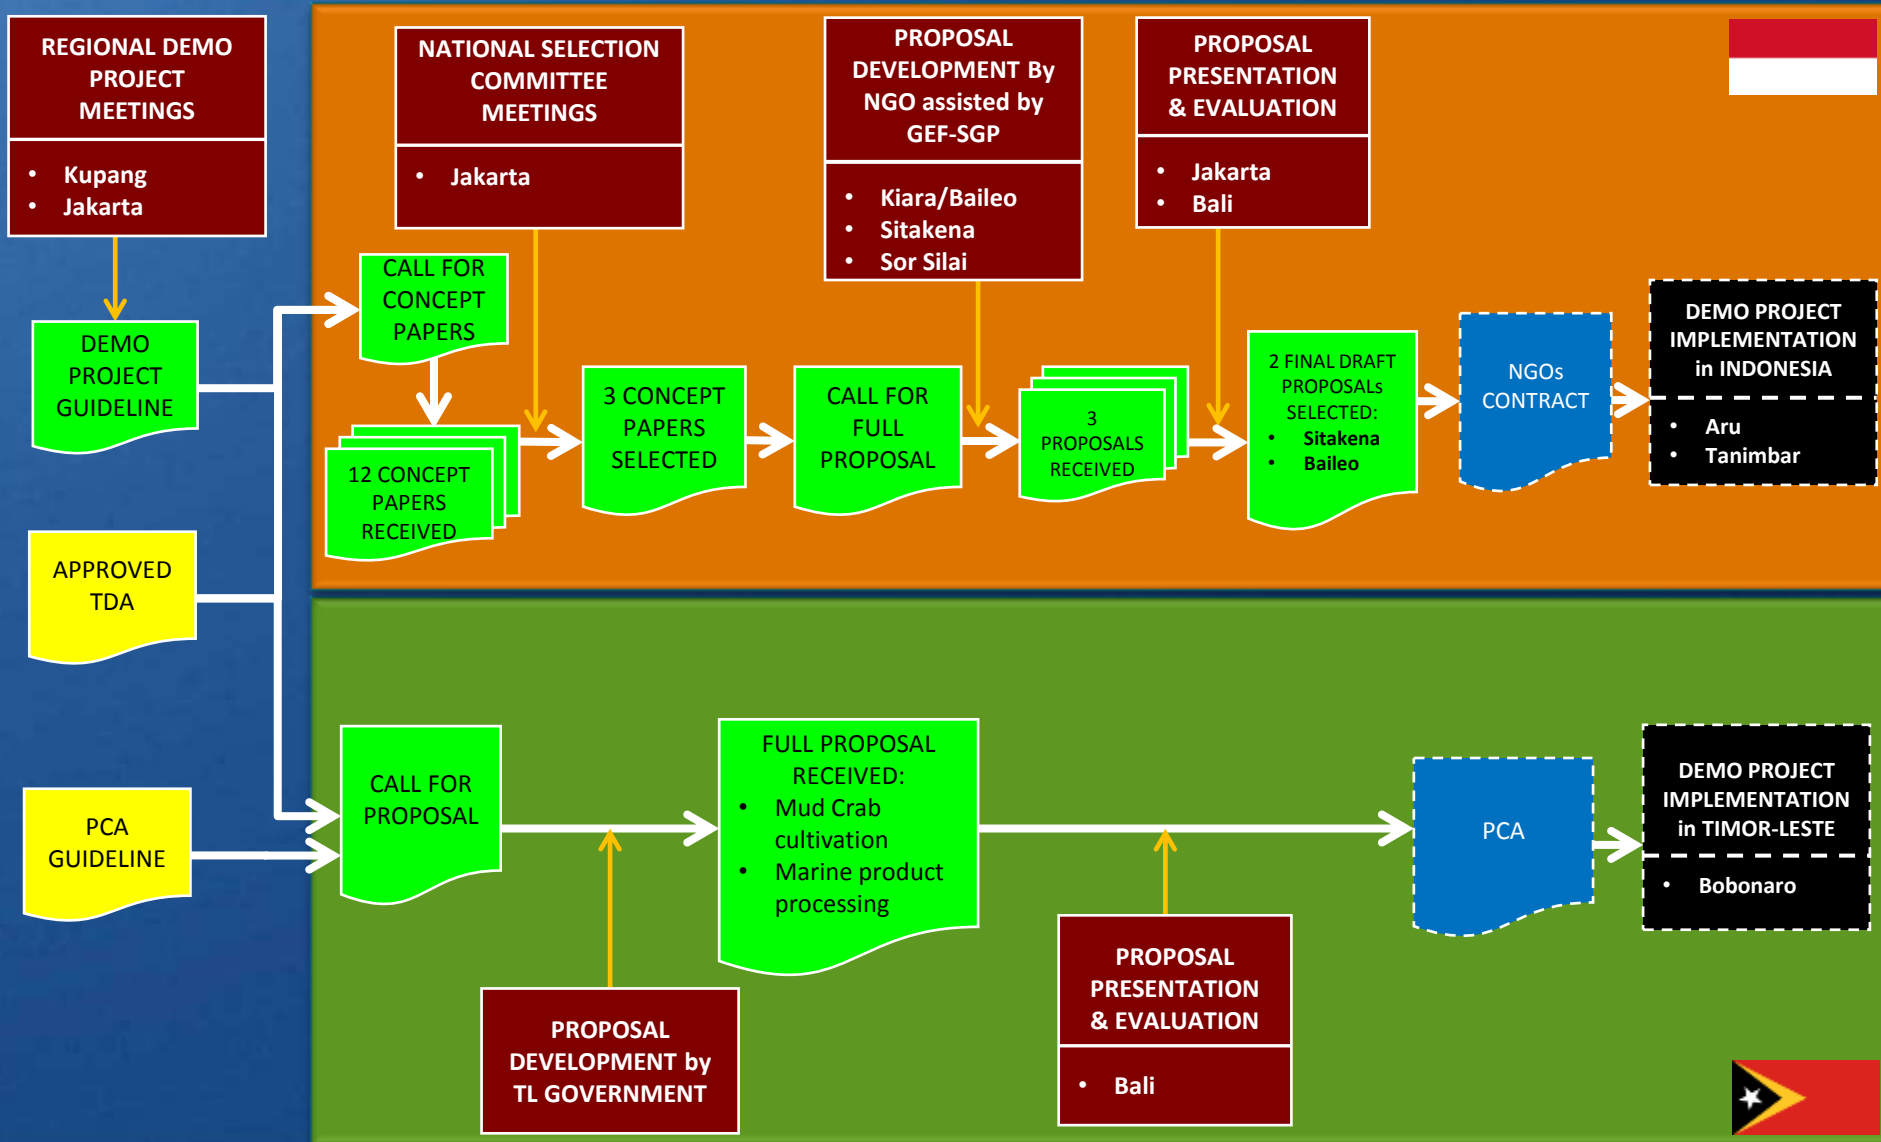 REGIONAL DEMO
PROJECT
MEETINGS
• Kupang
• Jakarta
DEMO
PROJECT
GUIDELINE
APPROVED
TDA
PCA
GUIDELINE
NATIONAL SELECTION
COMMITTEE
MEETINGS
• Jakarta
PROPOSAL
DEVELOPMENT By
NGO assisted by
GEF-SGP
• Kiara/Baileo
• Sitakena
• Sor Silai
PROPOSAL
PRESENTATION
& EVALUATION
• Jakarta
• Bali
CALL FOR
CONCEPT
PAPERS
12 CONCEPT
PAPERS
RECEIVED
3 CONCEPT
PAPERS
SELECTED
CALL FOR
FULL
PROPOSAL
3
PROPOSALS
RECEIVED
2 FINAL DRAFT
PROPOSALs
SELECTED:
• Sitakena
• Baileo
NGOs
CONTRACT
DEMO PROJECT
IMPLEMENTATION
in INDONESIA
• Aru
• Tanimbar
CALL FOR
PROPOSAL
FULL PROPOSAL
RECEIVED:
• Mud Crab
cultivation
• Marine product
processing
PCA
DEMO PROJECT
IMPLEMENTATION
in TIMOR-LESTE
• Bobonaro
PROPOSAL
DEVELOPMENT by
TL GOVERNMENT
PROPOSAL
PRESENTATION
& EVALUATION
• Bali